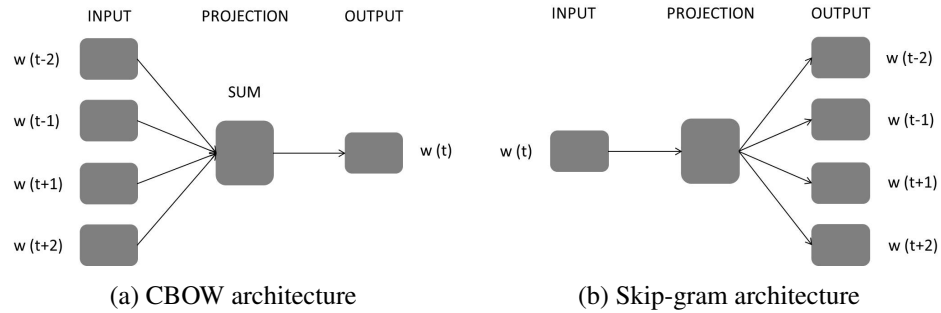 INPUT PROJECTION OUTPUT
w (t-2)
w (t-1)
SUM
w (t+1)
w (t+2)
w (t)
(a) CBOW architecture
INPUT PROJECTION OUTPUT
w (t)
w (t-2)
w (t-1)
w (t+1)
w (t+2)
(b) Skip-gram architecture